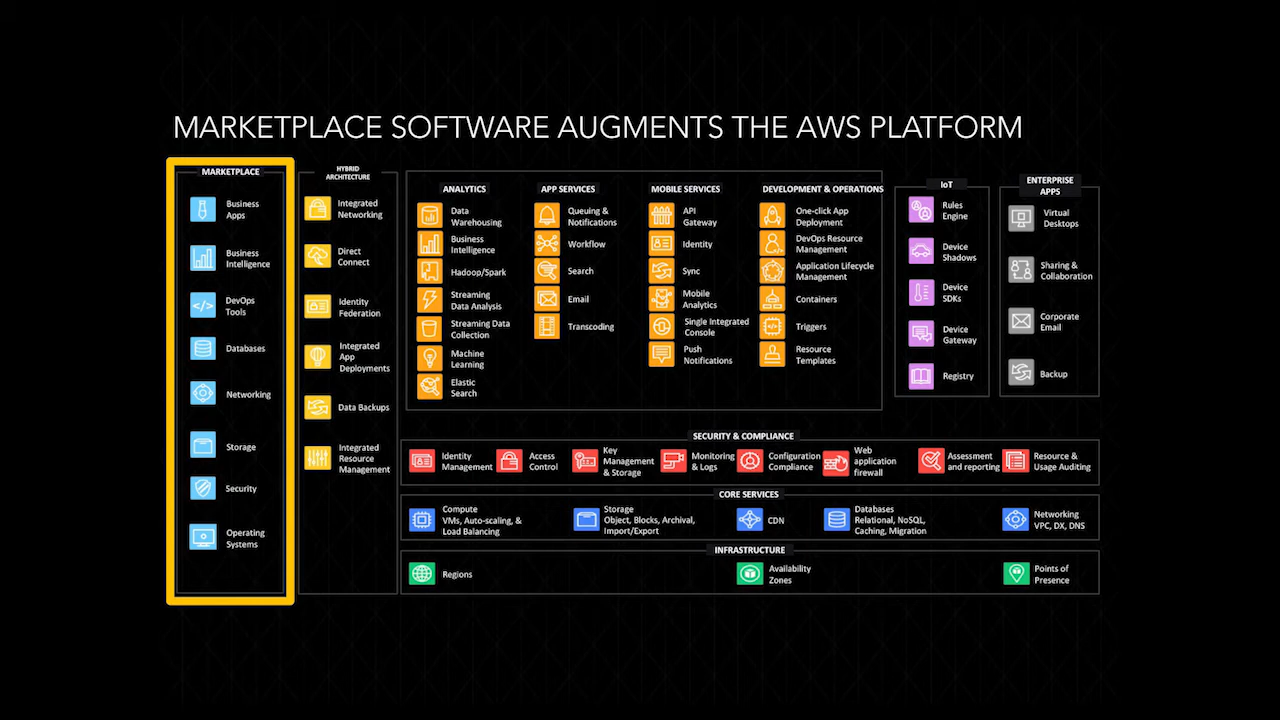 MARKETPLACE SOFTWARE AUGMENTS THE AWS PLATFORM
MARKETPLACE
Business
Apps
Business
Intelligence
DevOps
Tools
Databases
Networking
Storage
Security
Operating
Systems
HYBRID
ARCHITECTURE
Integrated
Networking
Direct
Connect
Identity
Federation
Integrated
App
Deployments
Data Backups
Integrated
Resource
Management
ANALYTICS
Data
Warehousing
Business
Intelligence
Hadoop/Spark
Streaming
Data Analysis
Streaming Data
Collection
Machine
Learning
Elastic
Search
APP SERVICES
Queuing &
Notifications
Workflow
Search
Email
Transcoding
MOBILE SERVICES
API
Gateway
Identity
Sync
Mobile
Analytics
Single Integrated
Console
Push
Notifications
DEVELOPMENT & OPERATIONS
One-click App
Deployment
DevOps Resource
Management
Application Lifecycle
Management
Containers
Triggers
Resource
Templates
IoT
Rules
Engine
Device
Shadows
Device
SDKs
Device
Gateway
Registry
ENTERPRISE
APPS
Virtual
Desktops
Sharing &
Collaboration
Corporate
Email
Backup
SECURITY & COMPLIANCE
Identity
Management
Access
Control
Key
Management
& Storage
Monitoring
& Logs
Configuration
Compliance
Web
application
firewall
Assessment
and reporting
Resource &
Usage Auditing
CORE SERVICES
Compute
VMs, Auto-scaling, &
Load Balancing
Storage
Object, Blocks, Archival,
Import/Export
CDN
Databases
Relational, NoSQL,
Caching, Migration
Networking
VPC, DX, DNS
INFRASTRUCTURE
Regions
Availability
Zones
Points of
Presence